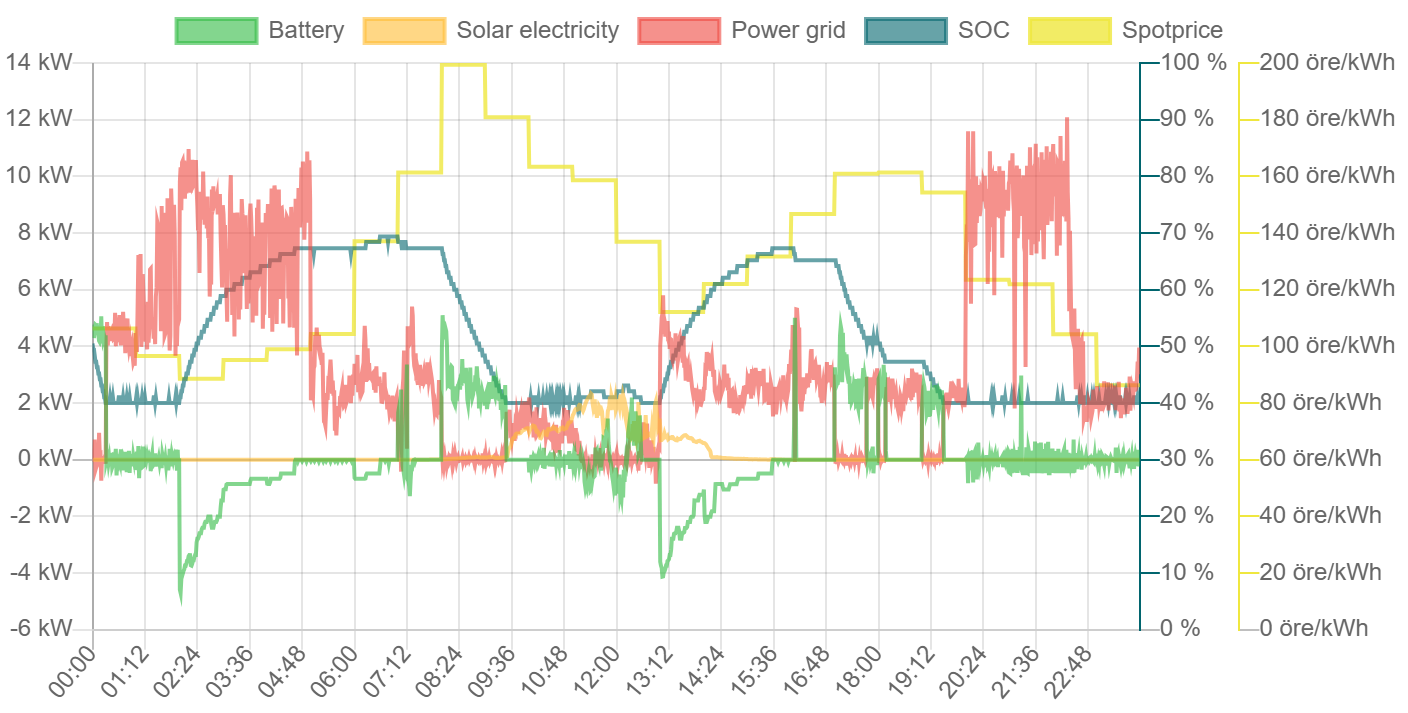 Battery Solar electricity Power grid SOC Spotprice
14 kW 100 % 200 öre/kWh
12 kW 90 % 180 öre/kWh
10 kW 80 % 160 öre/kWh
8 kW 70 % 140 öre/kWh
6 kW 60 % 120 öre/kWh
4 kW 50 % 100 öre/kWh
2 kW 40 % 80 öre/kWh
0 kW 30 % 60 öre/kWh
-2 kW 20 % 40 öre/kWh
-4 kW 10 % 20 öre/kWh
-6 kW 0 % 0 öre/kWh
00:00 01:12 02:24 03:36 04:48 06:00 07:12 08:24 09:36 10:48 12:00 13:12 14:24 15:36 16:48 18:00 19:12 20:24 21:36 22:48